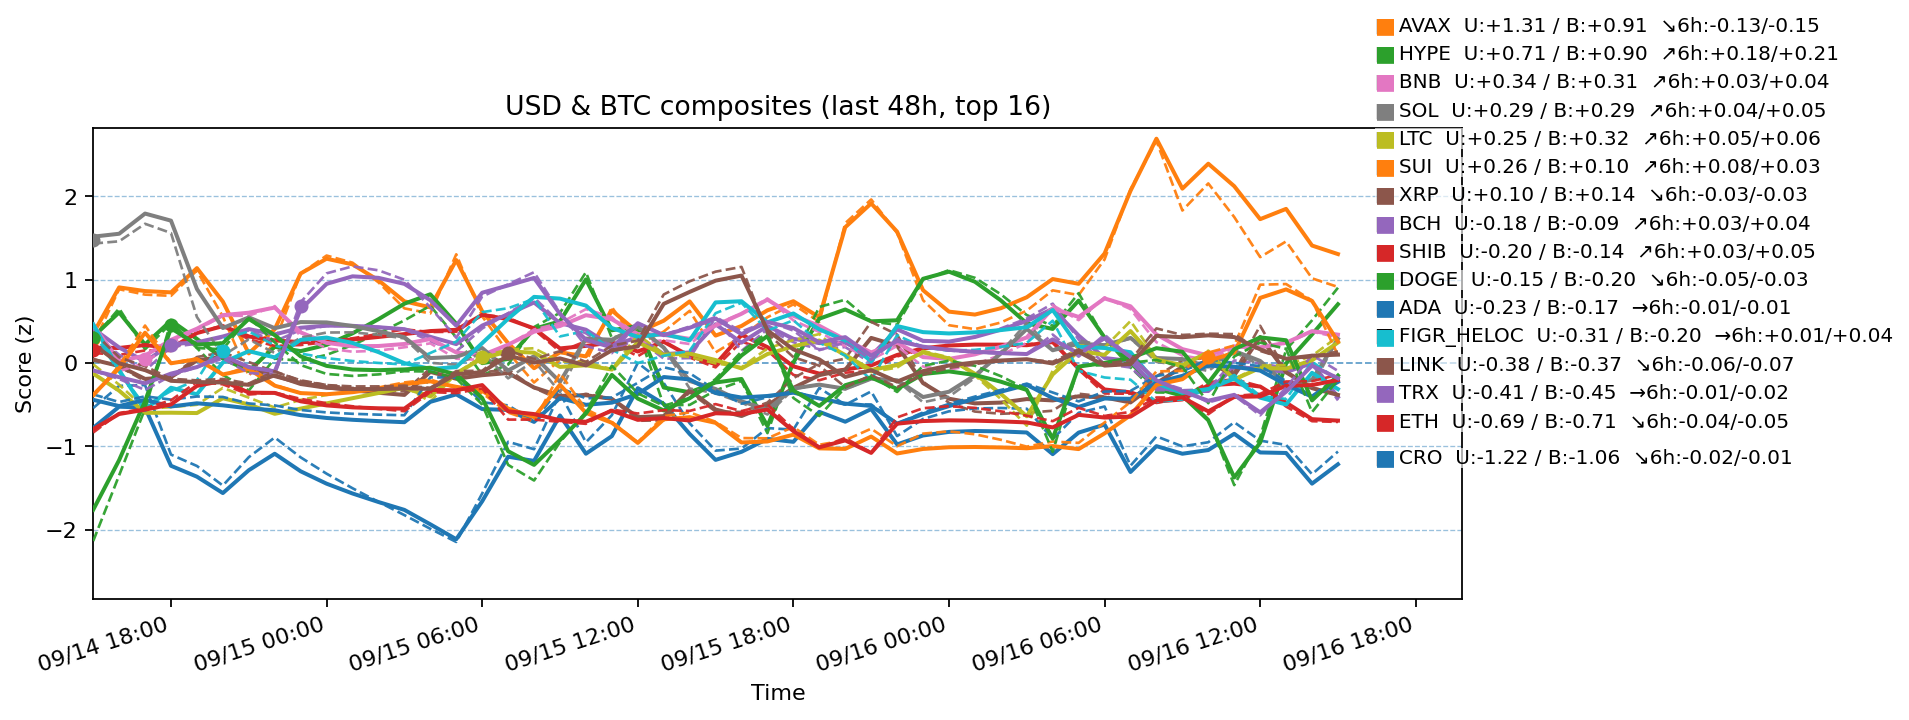 AVAX  U:+1.31 / B:+0.91  ↘6h:-0.13/-0.15
HYPE  U:+0.71 / B:+0.90  ↗6h:+0.18/+0.21
BNB  U:+0.34 / B:+0.31  ↗6h:+0.03/+0.04
SOL  U:+0.29 / B:+0.29  ↗6h:+0.04/+0.05
LTC  U:+0.25 / B:+0.32  ↗6h:+0.05/+0.06
SUI  U:+0.26 / B:+0.10  ↗6h:+0.08/+0.03
XRP  U:+0.10 / B:+0.14  ↘6h:-0.03/-0.03
BCH  U:-0.18 / B:-0.09  ↗6h:+0.03/+0.04
SHIB  U:-0.20 / B:-0.14  ↗6h:+0.03/+0.05
DOGE  U:-0.15 / B:-0.20  ↘6h:-0.05/-0.03
ADA  U:-0.23 / B:-0.17  →6h:-0.01/-0.01
FIGR_HELOC  U:-0.31 / B:-0.20  →6h:+0.01/+0.04
LINK  U:-0.38 / B:-0.37  ↘6h:-0.06/-0.07
TRX  U:-0.41 / B:-0.45  →6h:-0.01/-0.02
ETH  U:-0.69 / B:-0.71  ↘6h:-0.04/-0.05
CRO  U:-1.22 / B:-1.06  ↘6h:-0.02/-0.01
USD & BTC composites (last 48h, top 16)
Score (z)
2
1
0
−1
−2
09/14 18:00
09/15 00:00
09/15 06:00
09/15 12:00
09/15 18:00
09/16 00:00
09/16 06:00
09/16 12:00
09/16 18:00
Time